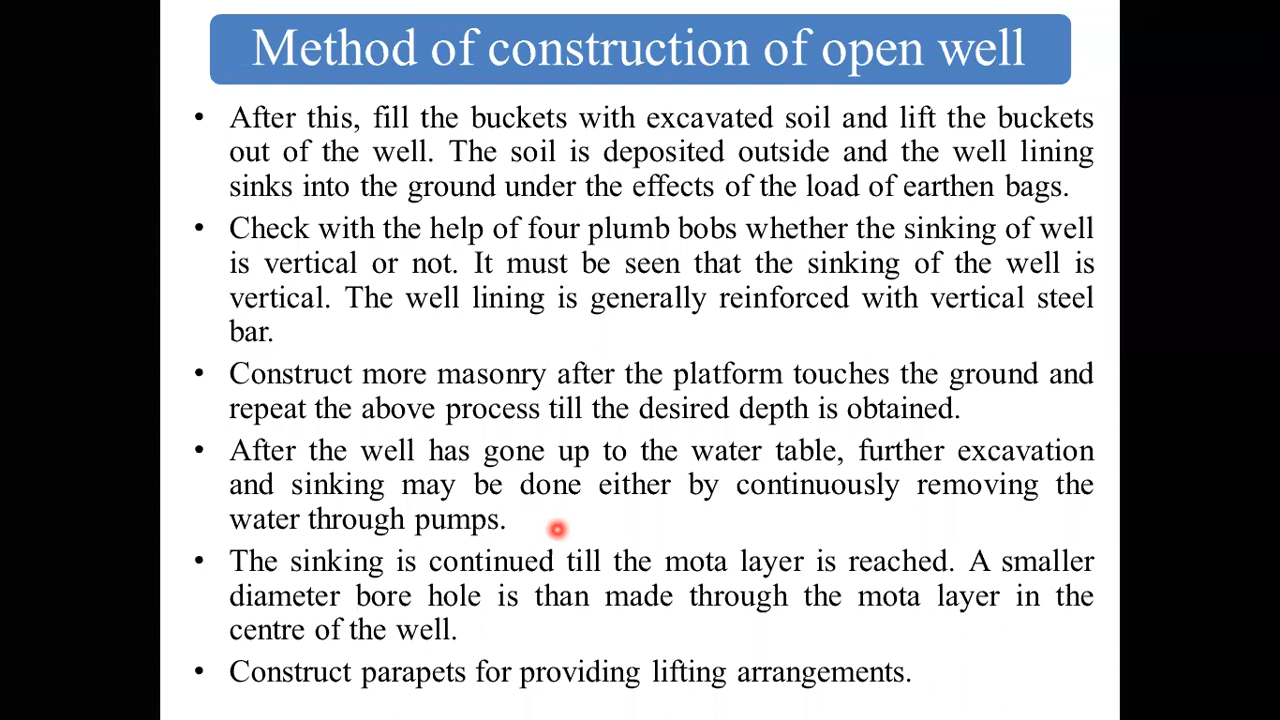 Method of construction of open well
• After this, fill the buckets with excavated soil and lift the buckets
out of the well. The soil is deposited outside and the well lining
sinks into the ground under the effects of the load of earthen bags.
• Check with the help of four plumb bobs whether the sinking of well
is vertical or not. It must be seen that the sinking of the well is
vertical. The well lining is generally reinforced with vertical steel
bar.
• Construct more masonry after the platform touches the ground and
repeat the above process till the desired depth is obtained.
• After the well has gone up to the water table, further excavation
and sinking may be done either by continuously removing the
water through pumps.
• The sinking is continued till the mota layer is reached. A smaller
diameter bore hole is than made through the mota layer in the
centre of the well.
• Construct parapets for providing lifting arrangements.